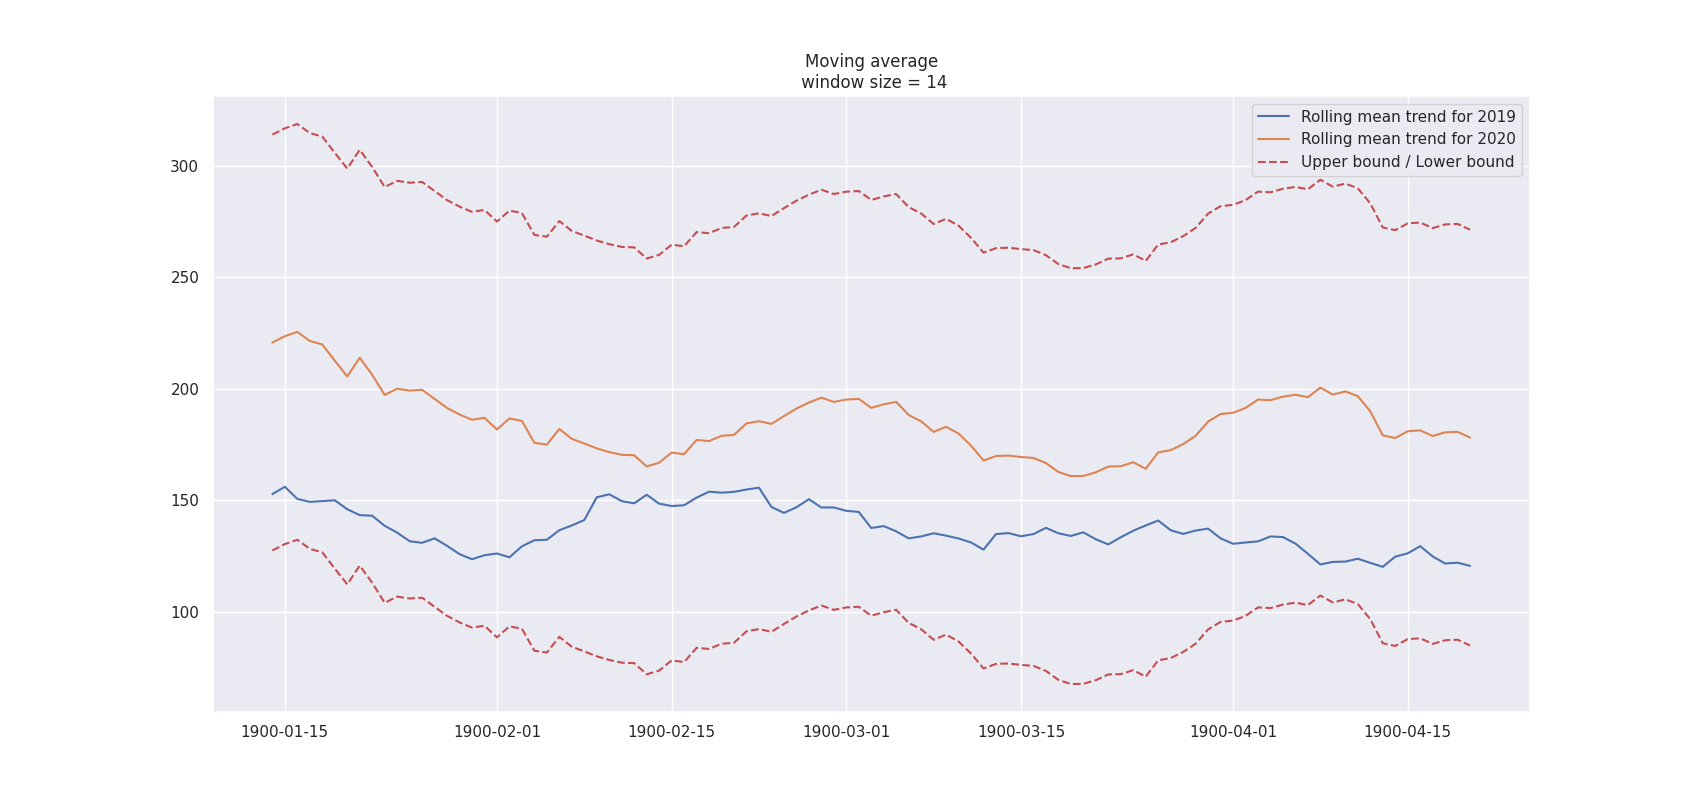 Moving average
window size = 14
Rolling mean trend for 2019
Rolling mean trend for 2020
Upper bound / Lower bound
300
250
200
150
100
1900-01-15
1900-02-01
1900-02-15
1900-03-01
1900-03-15
1900-04-01
1900-04-15